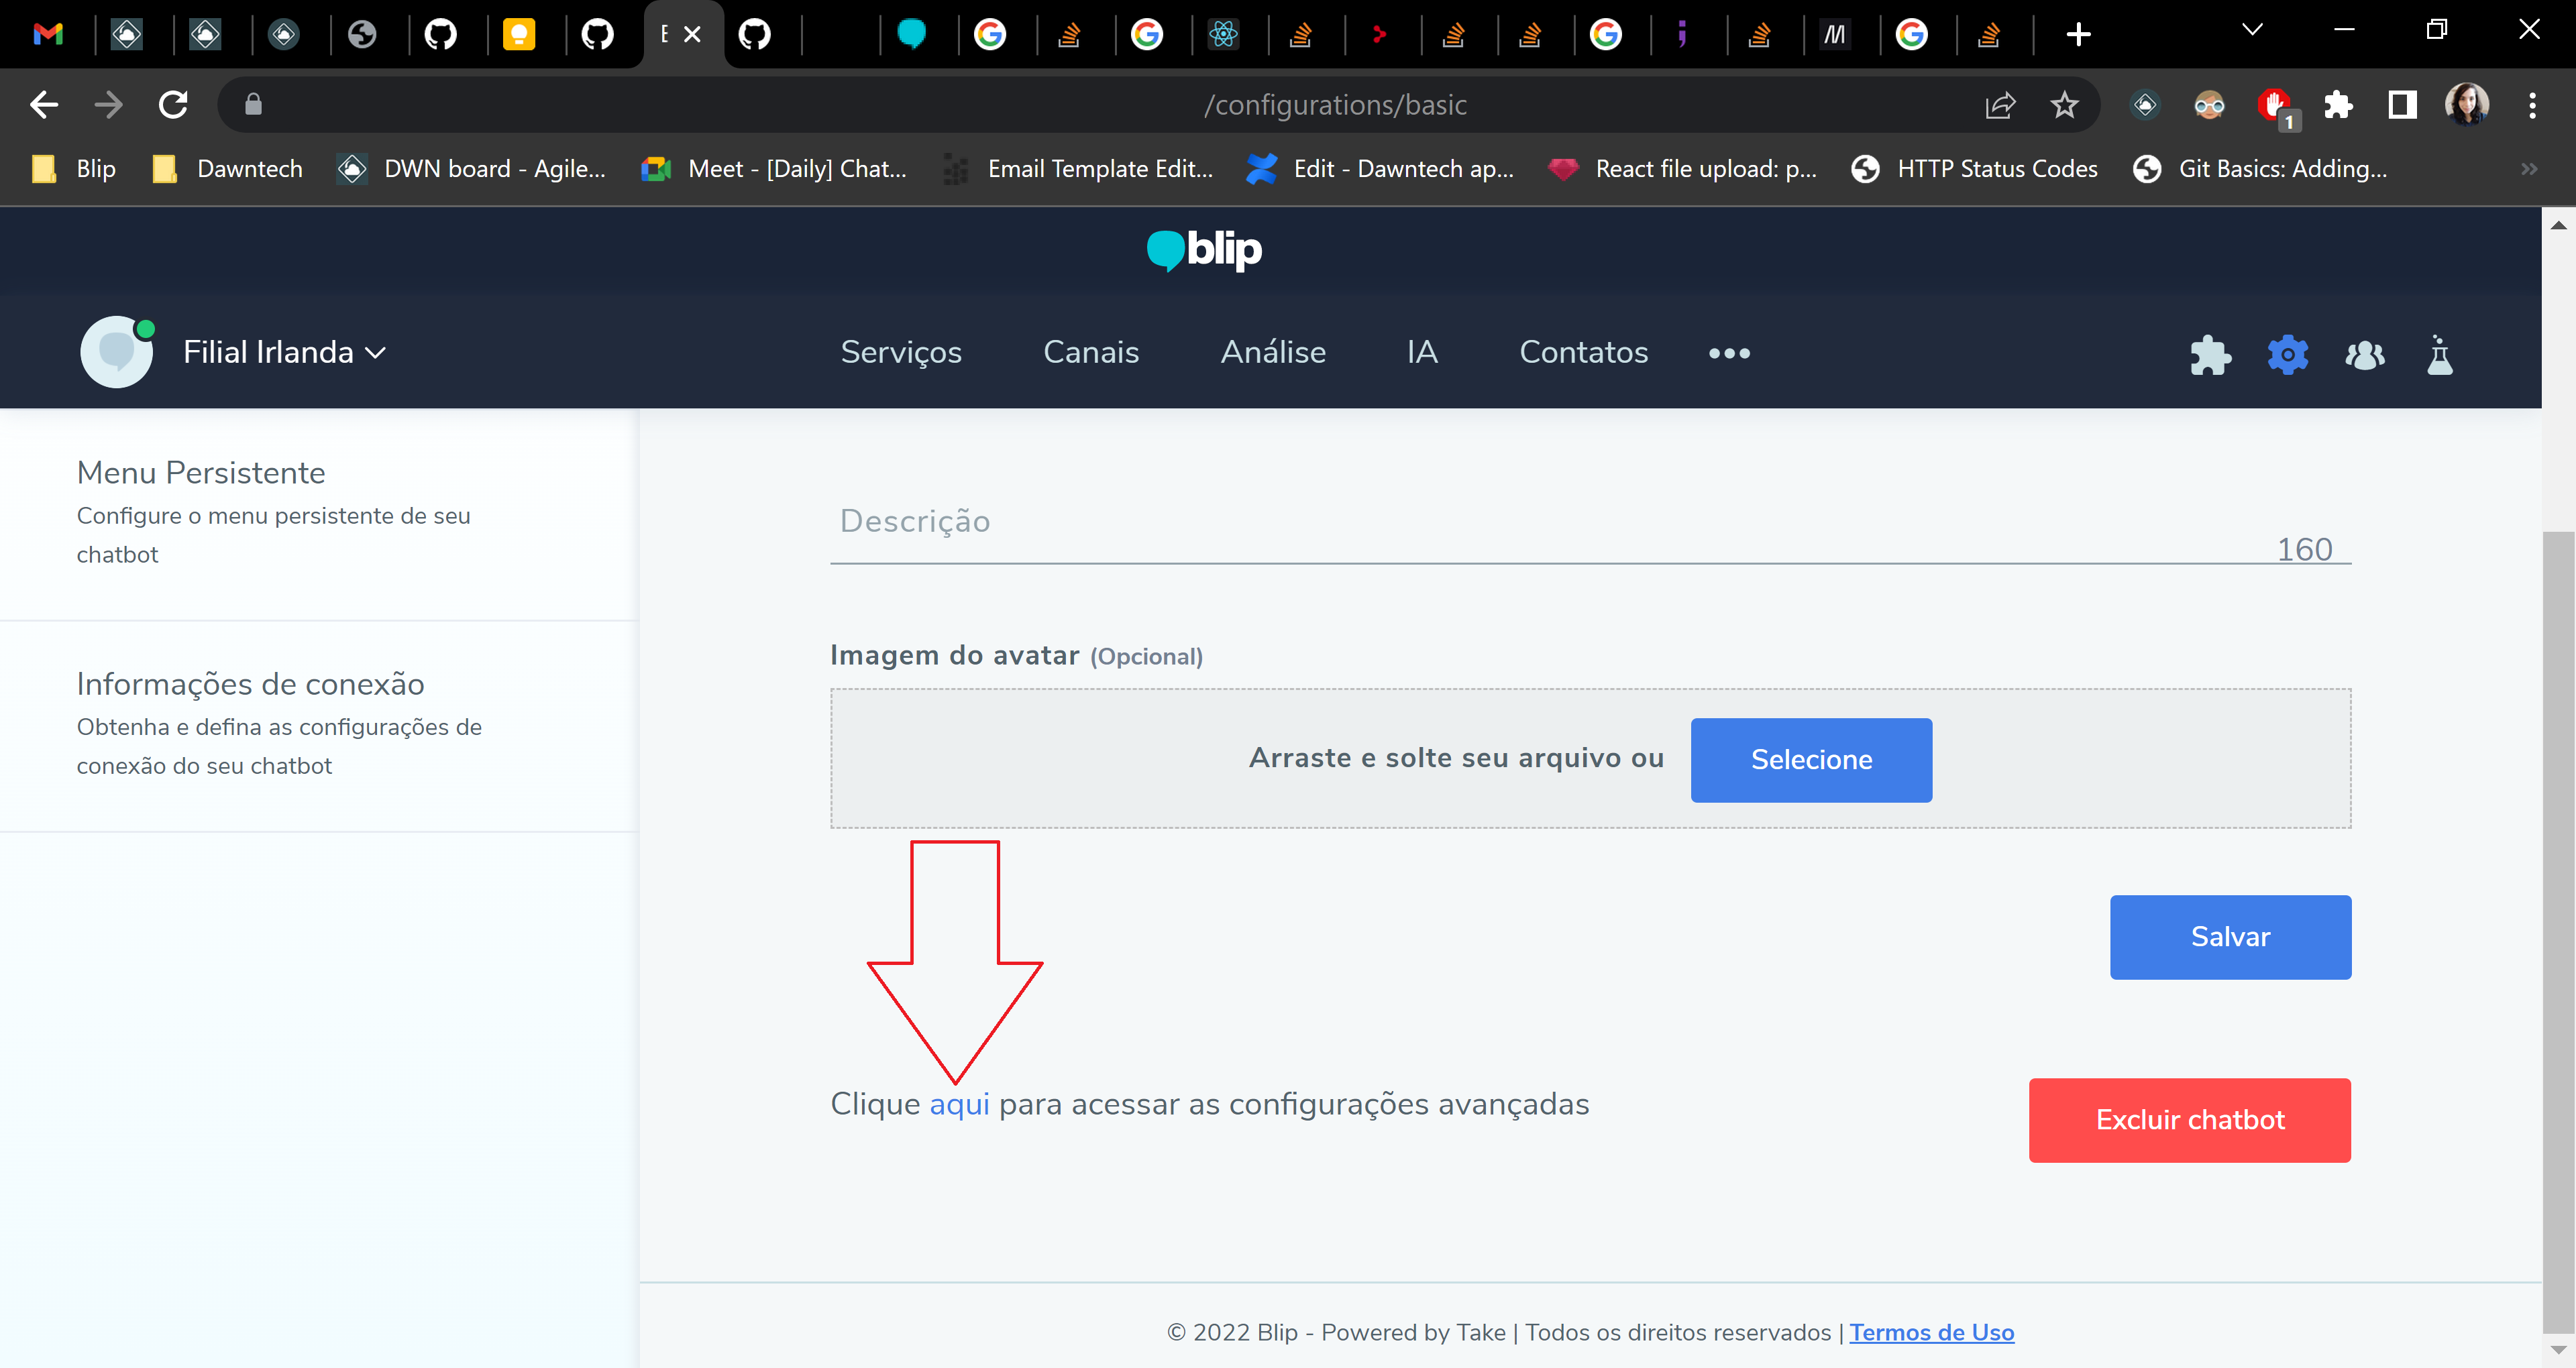 /configurations/basic
1
Blip
Dawntech
DWN board - Agile...
Meet - [Daily] Chat...
Email Template Edit...
Edit - Dawntech ap...
React file upload: p...
HTTP Status Codes
Git Basics: Adding...
blip
Filial Irlanda
Serviços
Canais
Análise
IA
Contatos
Menu Persistente
Configure o menu persistente de seu
chatbot
Informações de conexão
Obtenha e defina as configurações de
conexão do seu chatbot
Descrição
160
Imagem do avatar (Opcional)
Arraste e solte seu arquivo ou
Selecione
Salvar
Clique aqui para acessar as configurações avançadas
Excluir chatbot
© 2022 Blip - Powered by Take | Todos os direitos reservados | Termos de Uso